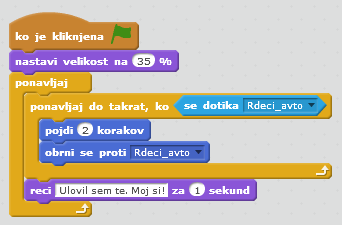 ko je kliknjena
nastavi velikost na 35 %
ponavljaj
ponavljaj do takrat, ko se dotika Rdeci_avto
pojdi 2 korakov
obrni se proti Rdeci_avto
reci Ulovil sem te. Moj si! za 1 sekund